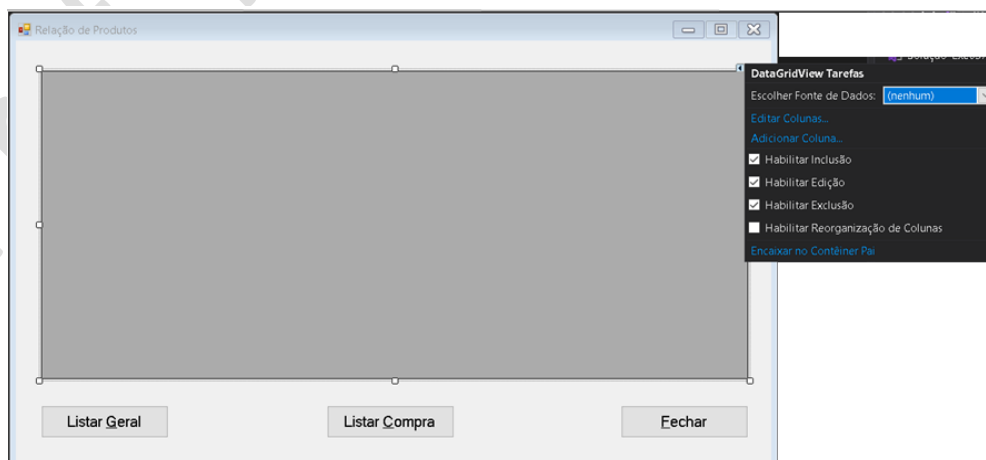 Relação de Produtos
DataGridView Tarefas
Escolher Fonte de Dados: (nenhum)
Editar Colunas...
Adicionar Coluna...
Habilitar Inclusão
Habilitar Edição
Habilitar Exclusão
Habilitar Reorganização de Colunas
Encaixar no Contêiner Pai
Listar Geral
Listar Compra
Fechar